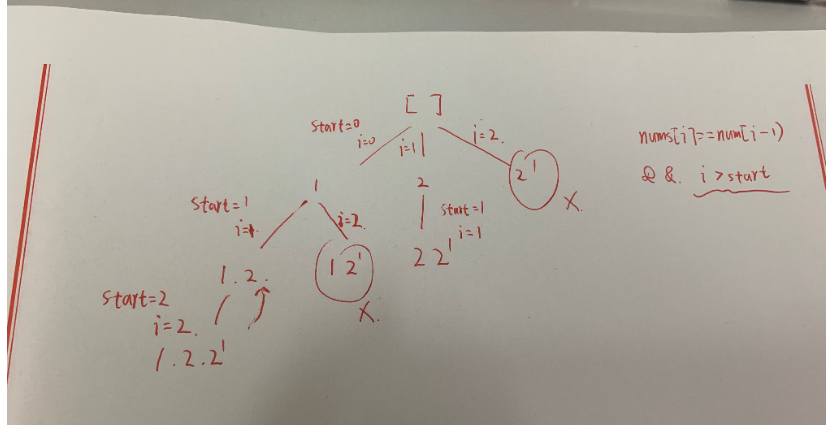 [ ]
start=0
i=0
i=1
i=2.
nums[i]==num[i-1)
&&. i>start
1
2
2'
X.
start=1
i=1
i=2.
start=1
i=1
1.2.
1 2'
X.
2 2'
start=2
i=2.
1.2.2'